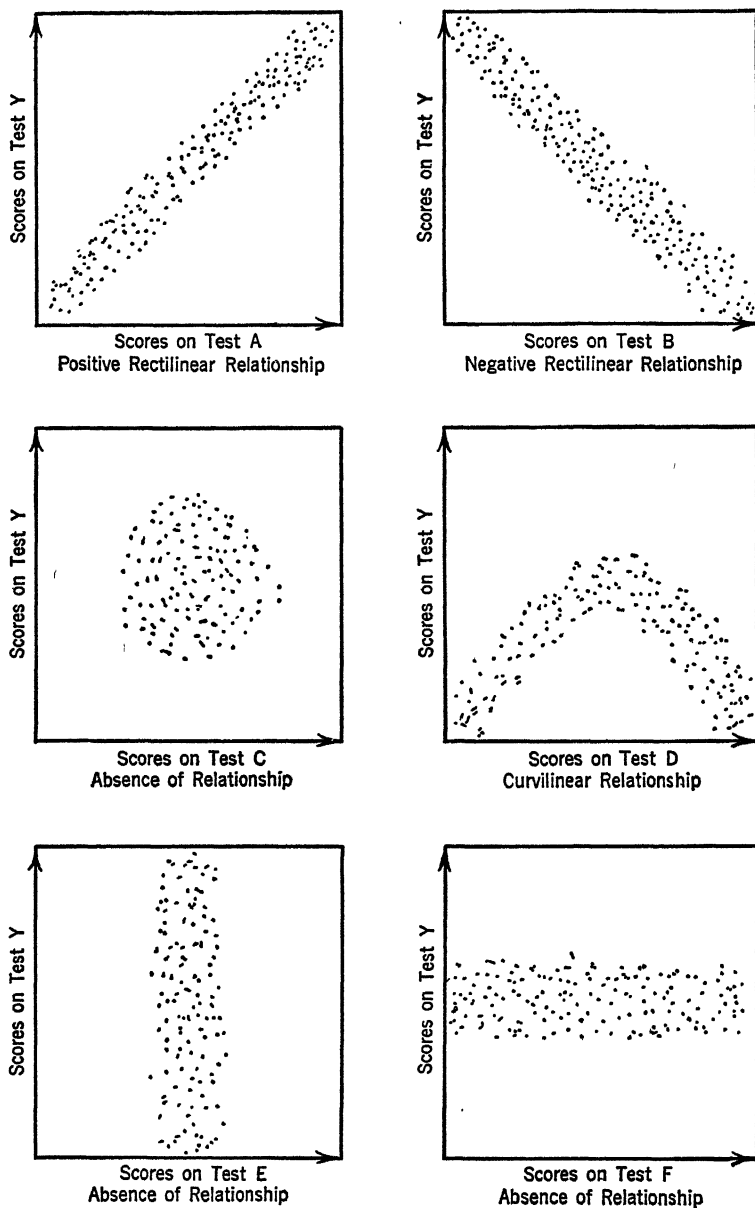 Scores on Test Y
Scores on Test A
Positive Rectilinear Relationship
Scores on Test Y
Scores on Test B
Negative Rectilinear Relationship
Scores on Test Y
Scores on Test C
Absence of Relationship
Scores on Test Y
Scores on Test D
Curvilinear Relationship
Scores on Test Y
Scores on Test E
Absence of Relationship
Scores on Test Y
Scores on Test F
Absence of Relationship